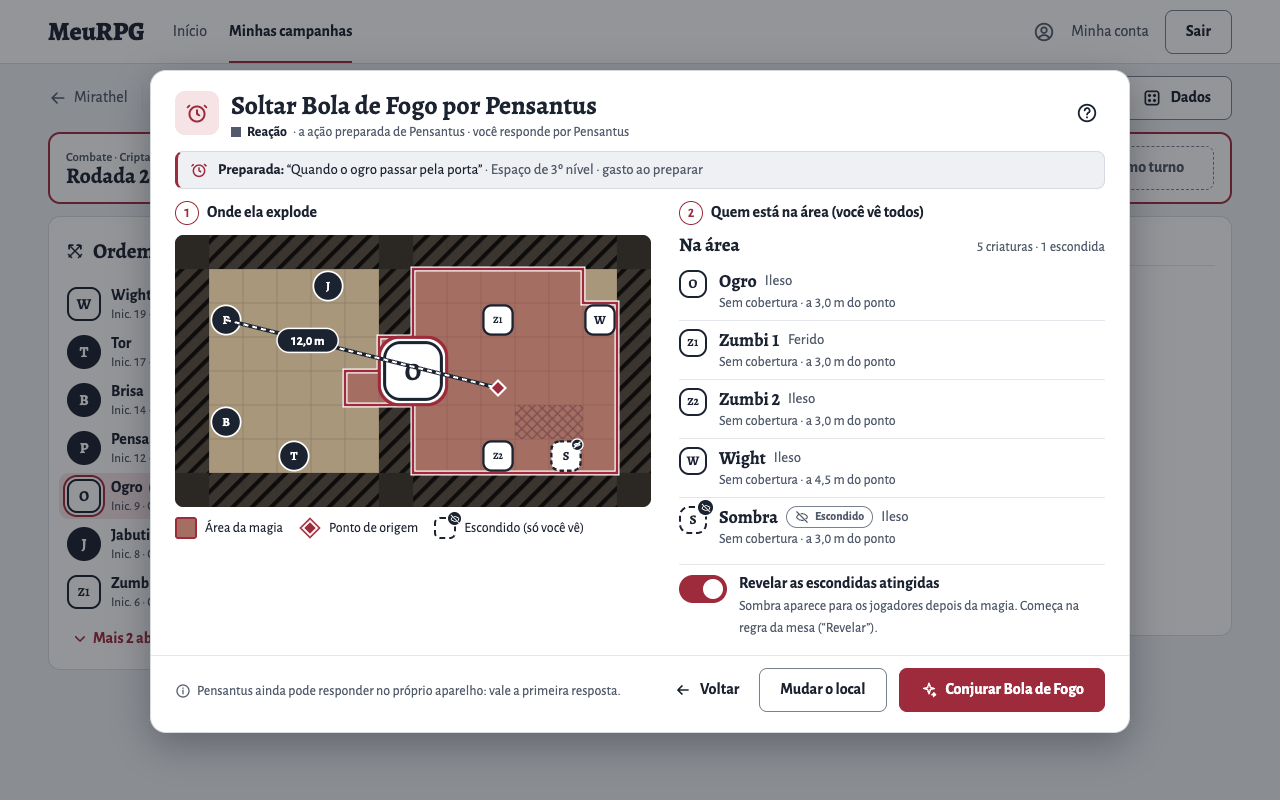 MeuRPG Início Minhas campanhas Minha conta Sair
Mirathel Dados
Combate · Cripta
Rodada 2
mo turno
Ordem
W Wight
Inic. 19 ·
T Tor
Inic. 17 ·
B Brisa
Inic. 14 ·
P Pensa
Inic. 12 ·
O Ogro
Inic. 9 ·
J Jabuti
Inic. 8 ·
Z1 Zumb
Inic. 6 ·
Mais 2 ab
Soltar Bola de Fogo por Pensantus
Reação · a ação preparada de Pensantus · você responde por Pensantus
Preparada: “Quando o ogro passar pela porta” · Espaço de 3º nível · gasto ao preparar
1 Onde ela explode
J
P
Z1
W
12,0 m
O
B
T
Z2
S
Área da magia Ponto de origem Escondido (só você vê)
2 Quem está na área (você vê todos)
Na área 5 criaturas · 1 escondida
O Ogro Ileso
Sem cobertura · a 3,0 m do ponto
Z1 Zumbi 1 Ferido
Sem cobertura · a 3,0 m do ponto
Z2 Zumbi 2 Ileso
Sem cobertura · a 3,0 m do ponto
W Wight Ileso
Sem cobertura · a 4,5 m do ponto
S Sombra Escondido Ileso
Sem cobertura · a 3,0 m do ponto
Revelar as escondidas atingidas
Sombra aparece para os jogadores depois da magia. Começa na
regra da mesa (“Revelar”).
Pensantus ainda pode responder no próprio aparelho: vale a primeira resposta.
Voltar Mudar o local Conjurar Bola de Fogo